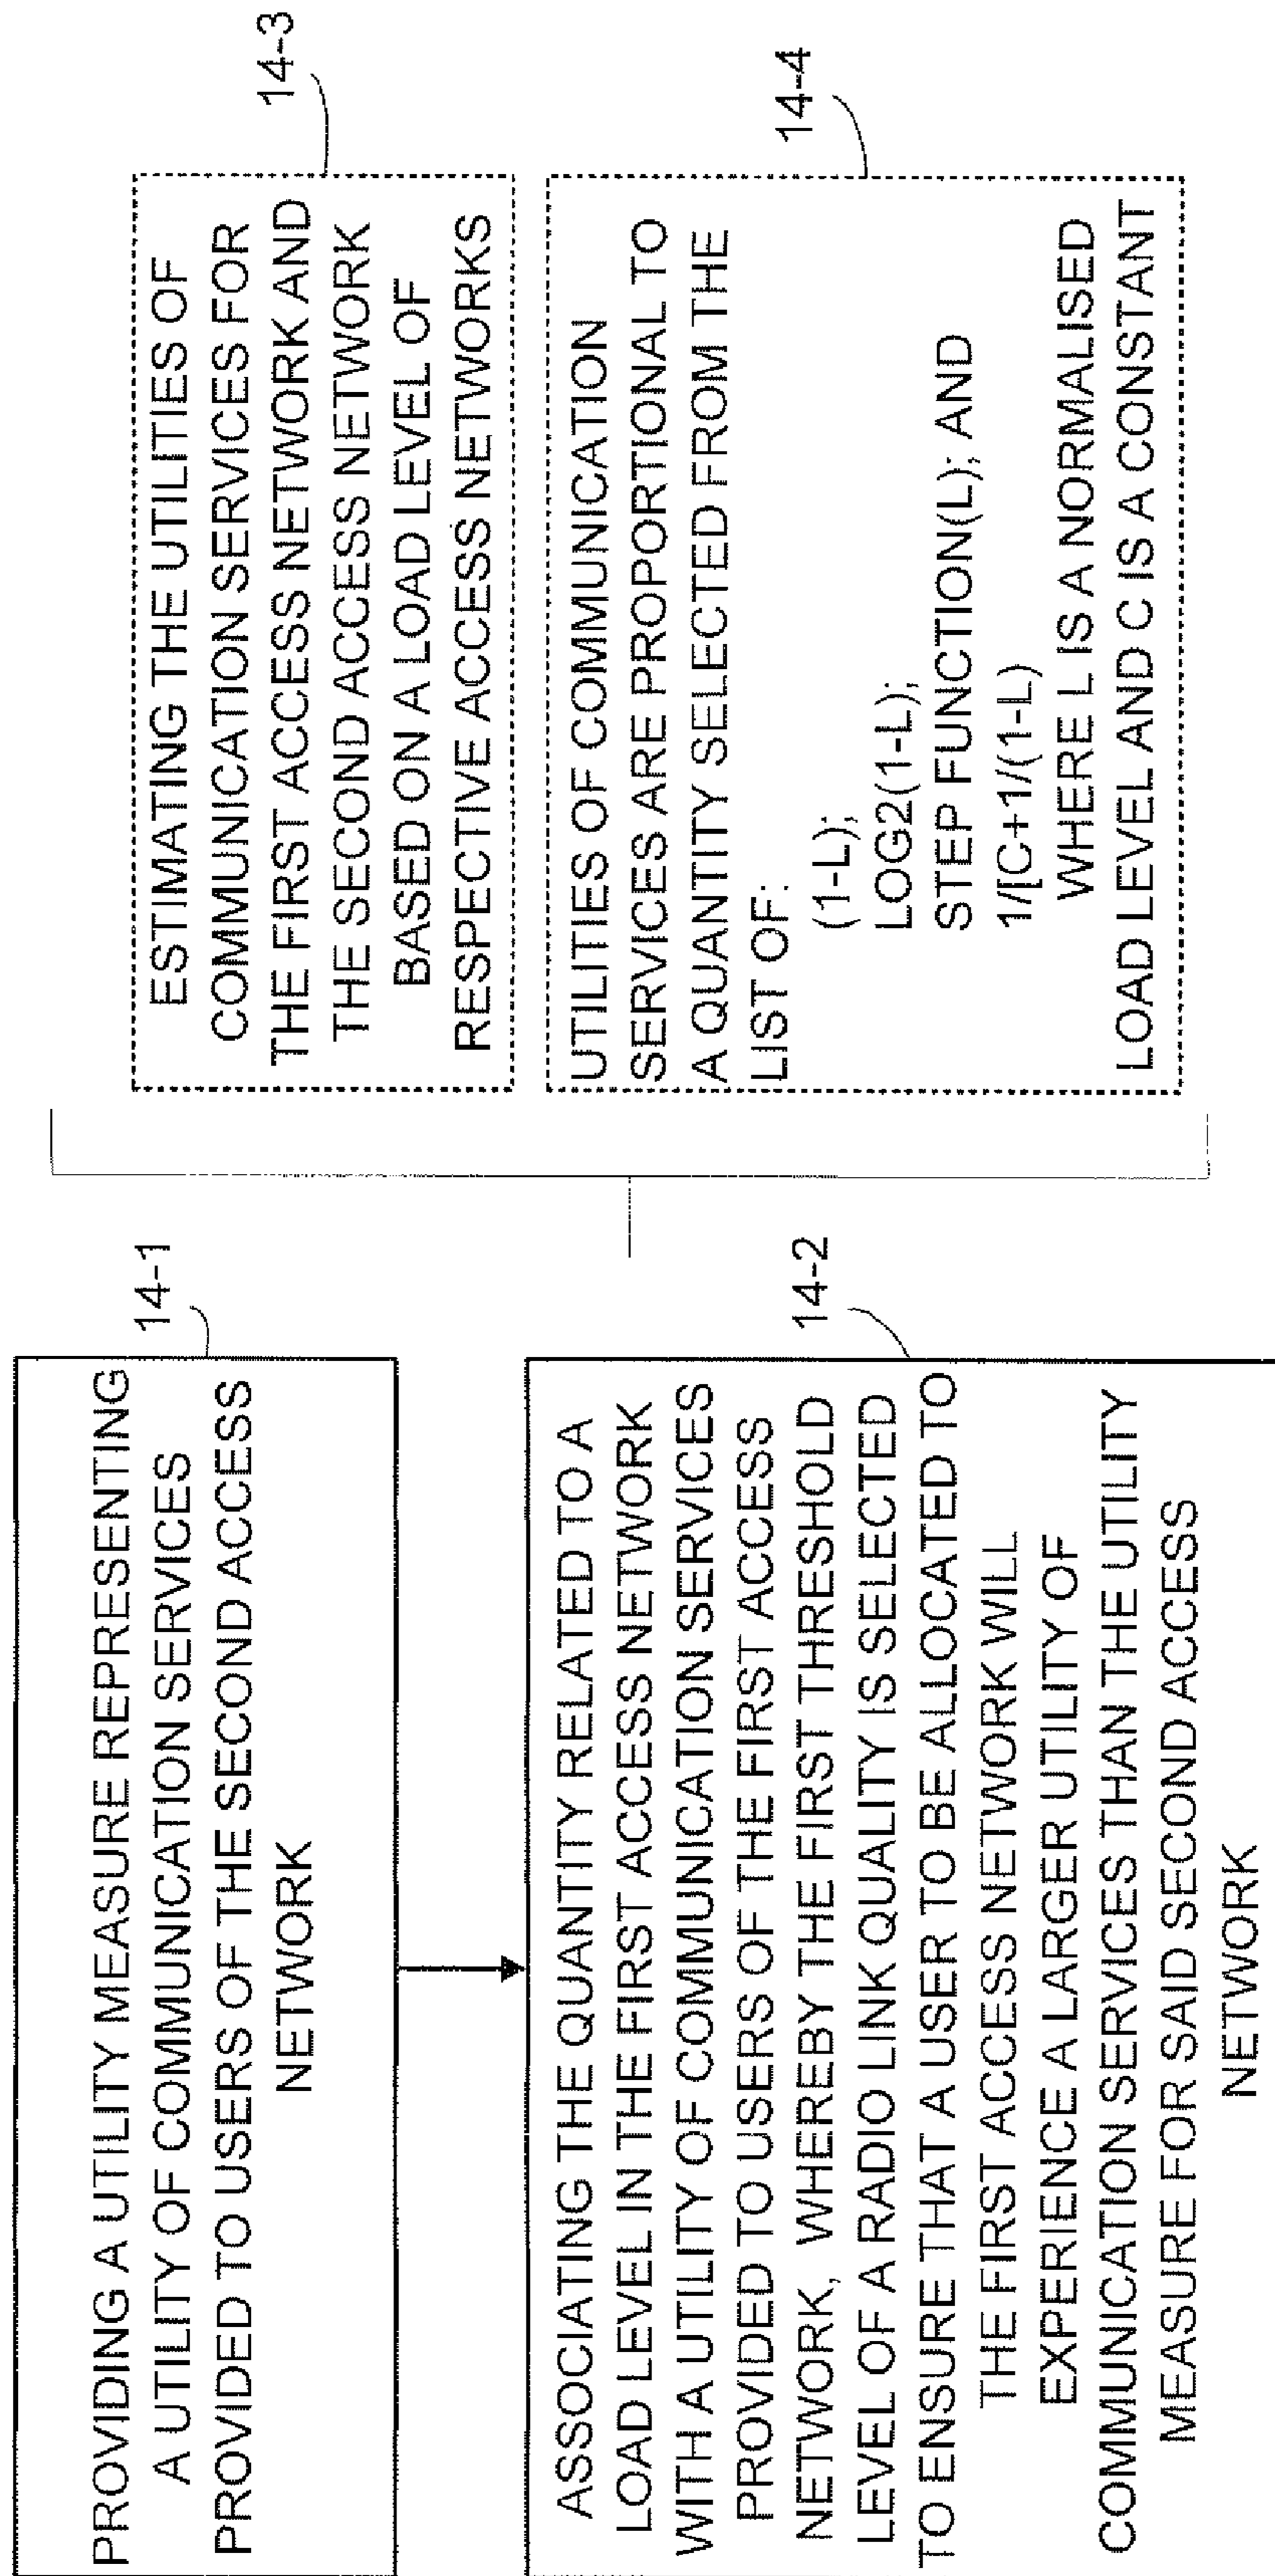 PROVIDING A UTILITY MEASURE REPRESENTING
A UTILITY OF COMMUNICATION SERVICES
PROVIDED TO USERS OF THE SECOND ACCESS
NETWORK
14-1
ASSOCIATING THE QUANTITY RELATED TO A
LOAD LEVEL IN THE FIRST ACCESS NETWORK
WITH A UTILITY OF COMMUNICATION SERVICES
PROVIDED TO USERS OF THE FIRST ACCESS
NETWORK, WHEREBY THE FIRST THRESHOLD
LEVEL OF A RADIO LINK QUALITY IS SELECTED
TO ENSURE THAT A USER TO BE ALLOCATED TO
THE FIRST ACCESS NETWORK WILL
EXPERIENCE A LARGER UTILITY OF
COMMUNICATION SERVICES THAN THE UTILITY
MEASURE FOR SAID SECOND ACCESS
NETWORK
14-2
ESTIMATING THE UTILITIES OF
COMMUNICATION SERVICES FOR
THE FIRST ACCESS NETWORK AND
THE SECOND ACCESS NETWORK
BASED ON A LOAD LEVEL OF
RESPECTIVE ACCESS NETWORKS
14-3
UTILITIES OF COMMUNICATION
SERVICES ARE PROPORTIONAL TO
A QUANTITY SELECTED FROM THE
LIST OF:
(1-L);
LOG2(1-L);
STEP FUNCTION(L); AND
1/[C+1/(1-L)
WHERE L IS A NORMALISED
LOAD LEVEL AND C IS A CONSTANT
14-4